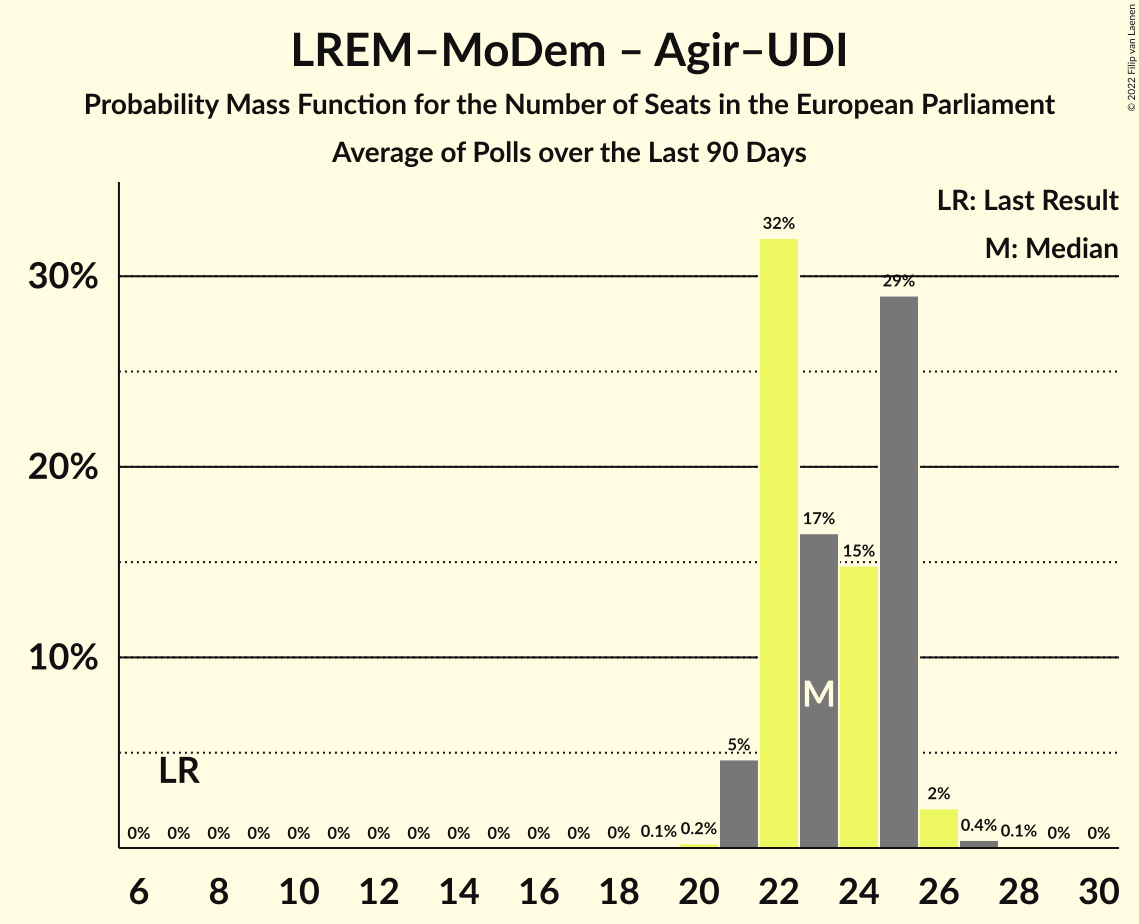 LREM–MoDem – Agir–UDI
Probability Mass Function for the Number of Seats in the European Parliament
Average of Polls over the Last 90 Days
© 2022 Filip van Laenen
LR: Last Result
M: Median
32%
30%
29%
20%
17%
15%
10%
M
5%
LR
2%
0% 0% 0% 0% 0% 0% 0% 0% 0% 0% 0% 0% 0% 0.1% 0.2% 0.4% 0.1% 0% 0%
6 8 10 12 14 16 18 20 22 24 26 28 30